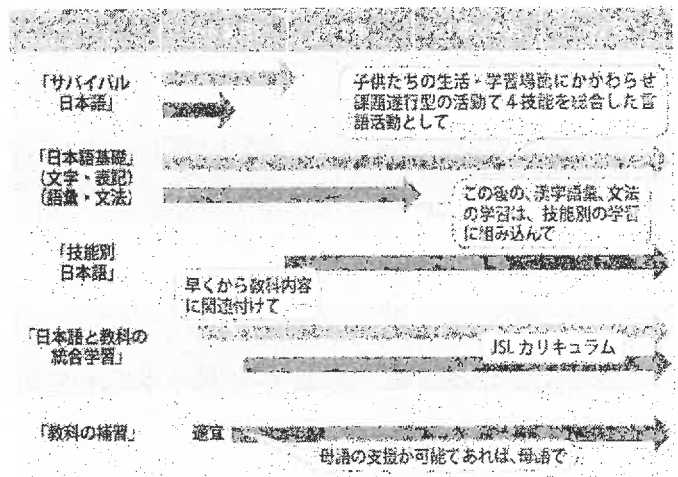 「サバイバル
日本語」
子供たちの生活・学習場面にかかわらせ
課題遂行型の活動で４技能を総合した言
語活動として
「日本語基礎」
(文字・表記)
(語彙・文法)
この後の、漢字語彙、文法
の学習は、技能別の学習
に組み込んで
「技能別
日本語」
早くから教科内容
に関連付けて
「日本語と教科の
統合学習」
JSLカリキュラム
「教科の補習」
適宜
母語の支援が可能であれば、母語で